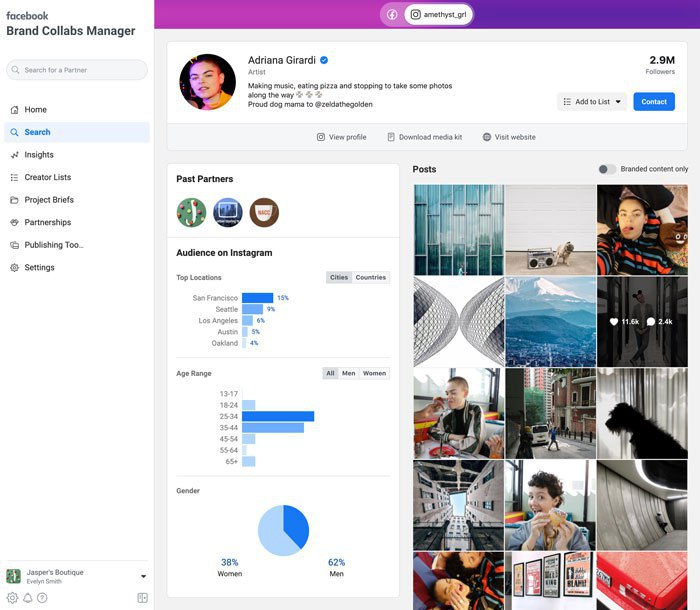 facebook
Brand Collabs Manager
Search for a Partner
Home
Search
Insights
Creator Lists
Project Briefs
Partnerships
Publishing Too...
Settings
Jasper's Boutique
Evelyn Smith
amethyst_grl
Adriana Girardi
Artist
Making music, eating pizza and stopping to take some photos
along the way
Proud dog mama to @zeldathegolden
2.9M
Followers
Add to List
Contact
View profile
Download media kit
Visit website
Past Partners
NACC
Audience on Instagram
Top Locations
Cities
Countries
San Francisco 15%
Seattle 9%
Los Angeles 6%
Austin 5%
Oakland 4%
Age Range
All
Men
Women
13-17
18-24
25-34
35-44
45-54
55-64
65+
Gender
38%
Women
62%
Men
Posts
Branded content only
11.6k
2.4k